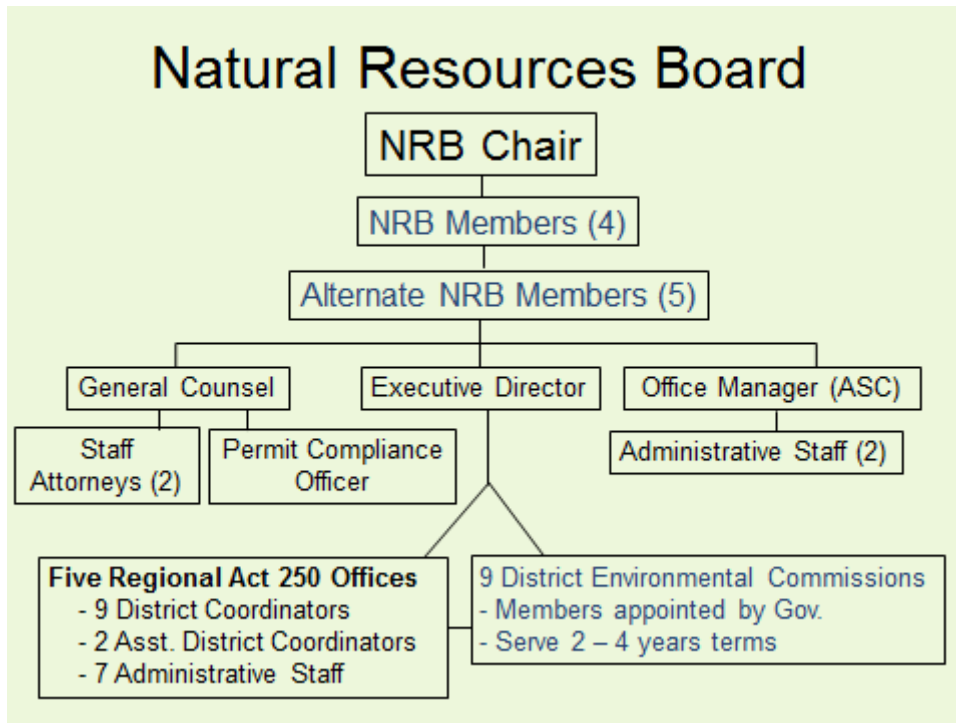 Natural Resources Board
NRB Chair
NRB Members (4)
Alternate NRB Members (5)
General Counsel
Executive Director
Office Manager (ASC)
Staff
Attorneys (2)
Permit Compliance
Officer
Administrative Staff (2)
Five Regional Act 250 Offices
- 9 District Coordinators
- 2 Asst. District Coordinators
- 7 Administrative Staff
9 District Environmental Commissions
- Members appointed by Gov.
- Serve 2 – 4 years terms